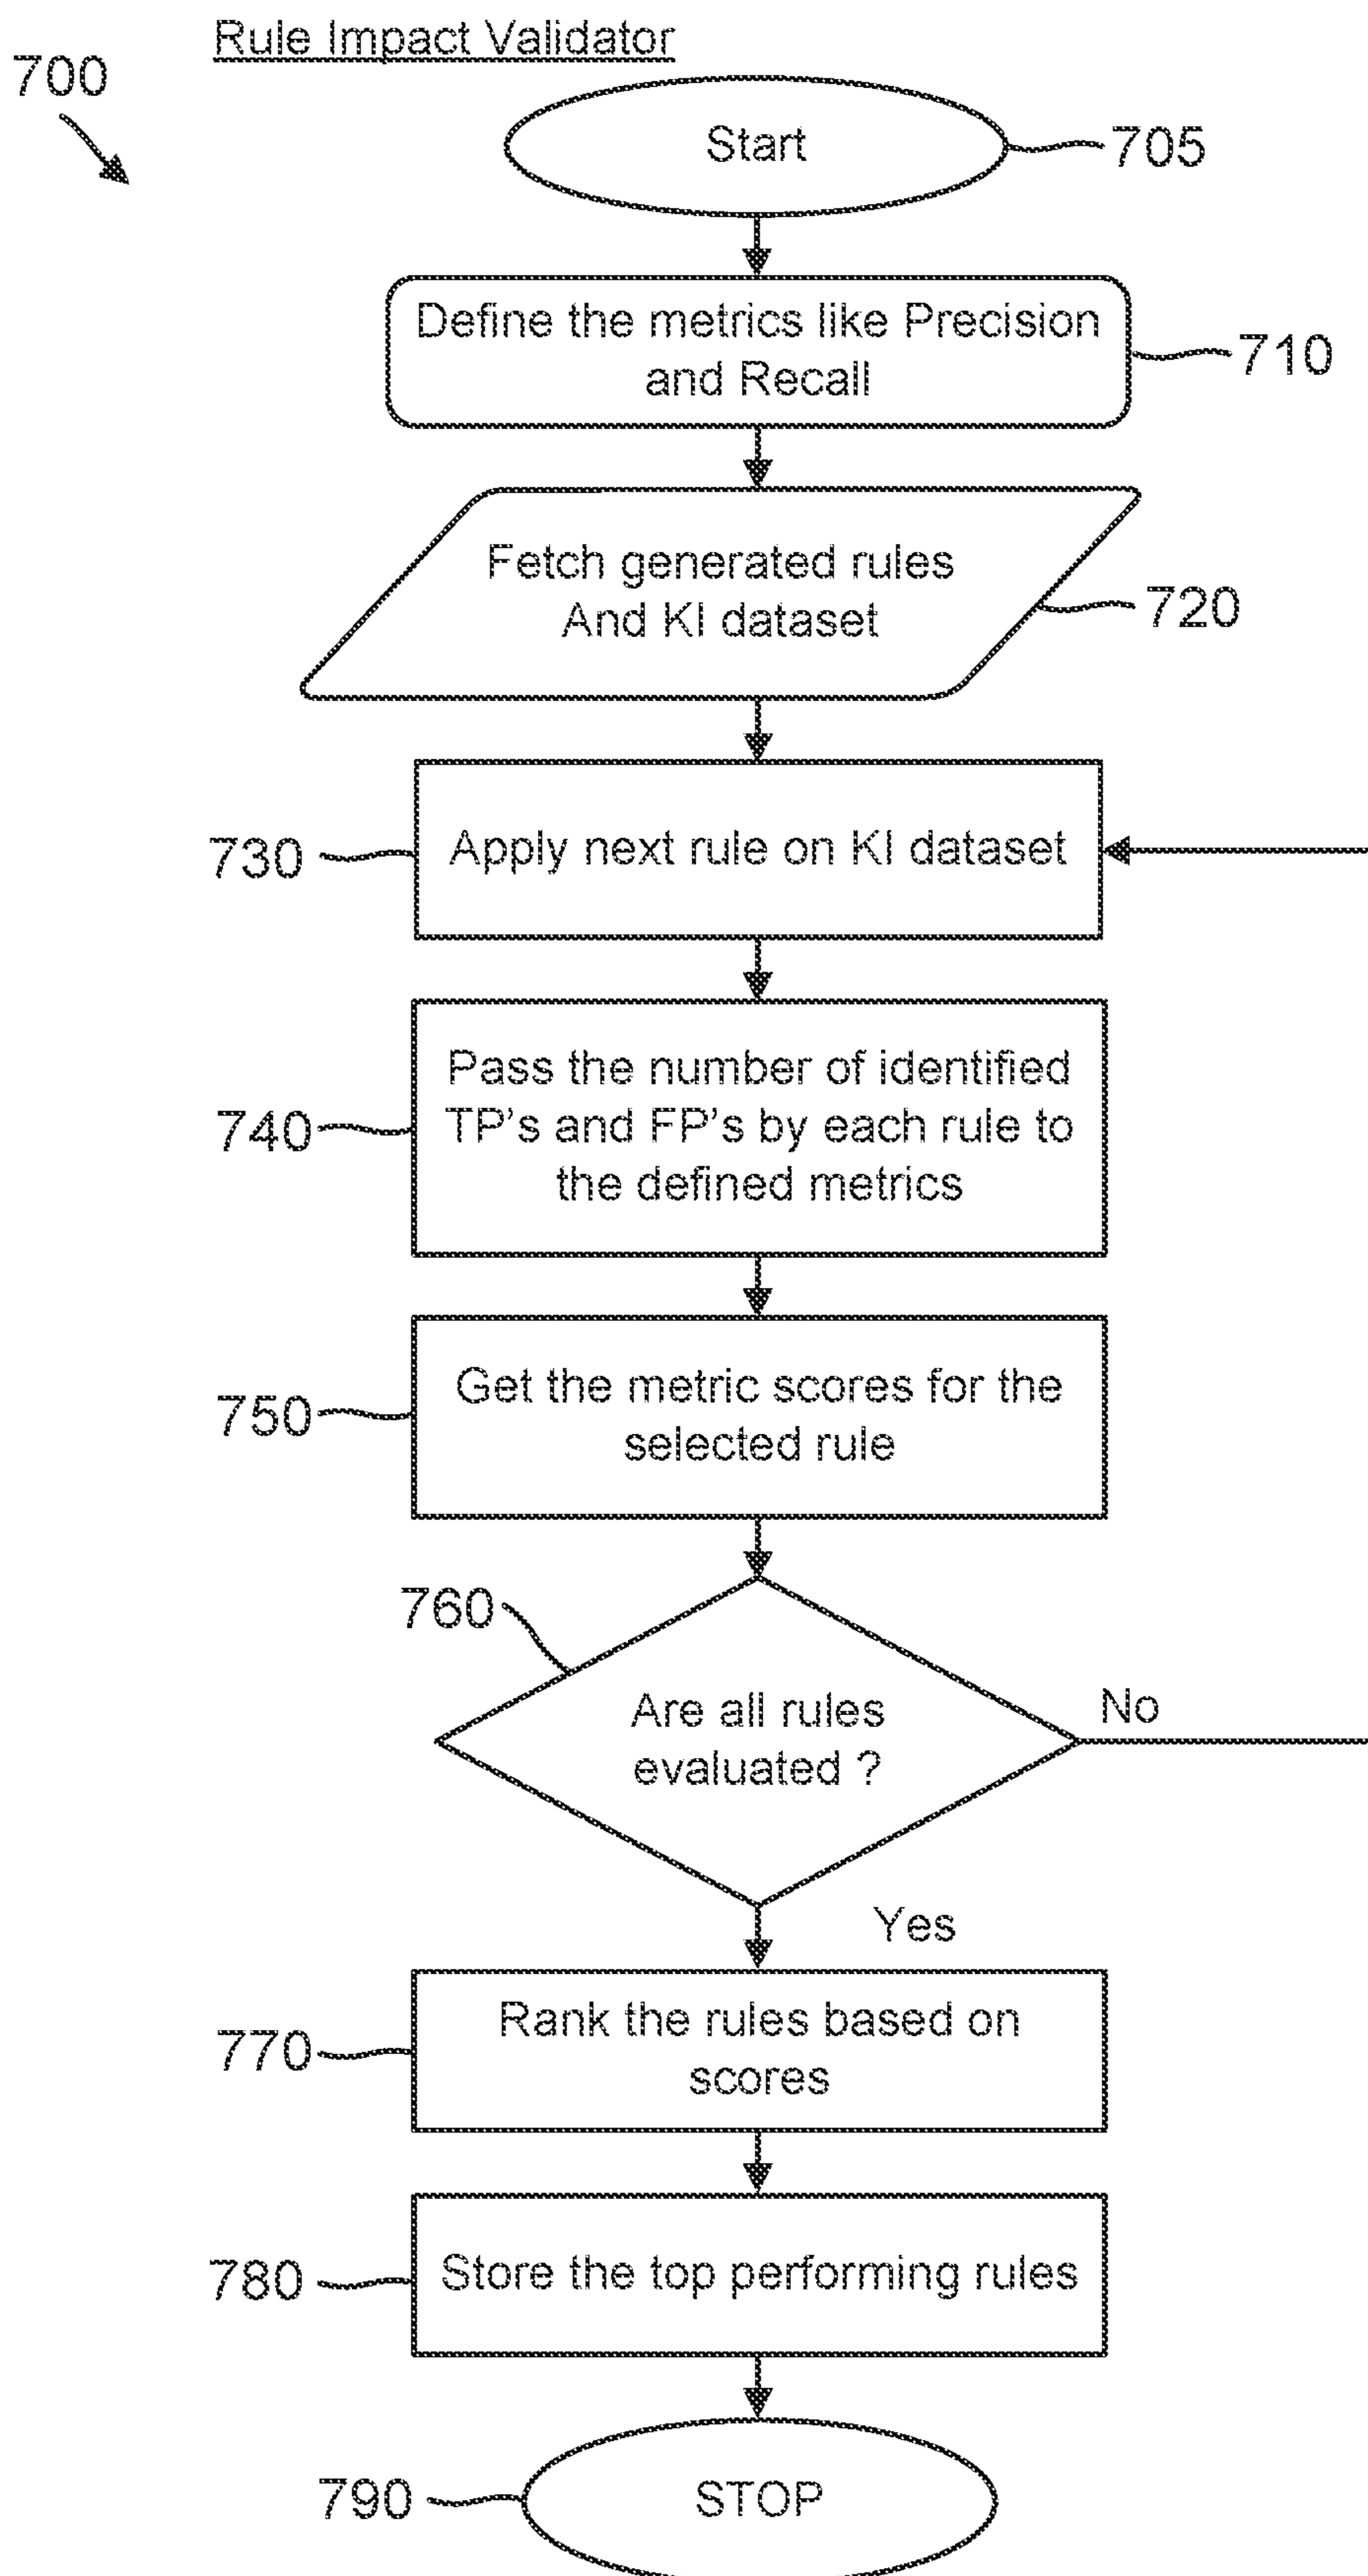 Rule Impact Validator
700
Start
705
Define the metrics like Precision
and Recall
710
Fetch generated rules
And KI dataset
720
730
Apply next rule on KI dataset
740
Pass the number of identified
TP's and FP's by each rule to
the defined metrics
750
Get the metric scores for the
selected rule
760
Are all rules
evaluated ?
No
Yes
770
Rank the rules based on
scores
780
Store the top performing rules
790
STOP